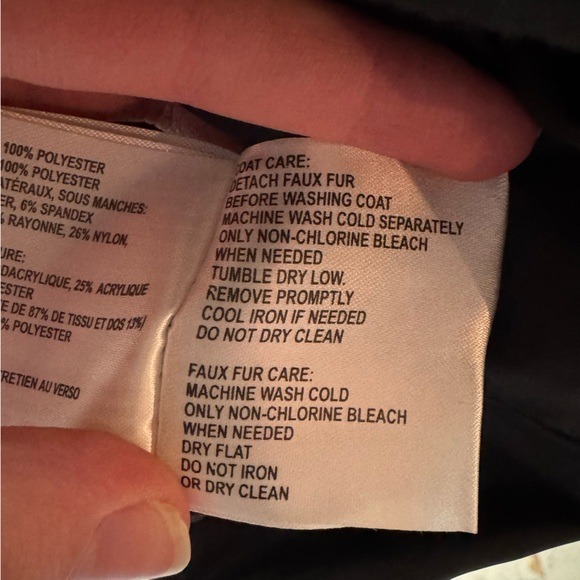 100% POLYESTER
100% POLYESTER
SOUS MANCHES:
6% SPANDEX
RAYONNE, 26% NYLON,
25% ACRYLIQUE
DE 87% DE TISSU ET DOS 13%/
% POLYESTER
AU VERSO
COAT CARE:
DETACH FAUX FUR
BEFORE WASHING COAT
MACHINE WASH COLD SEPARATELY
ONLY NON-CHLORINE BLEACH
WHEN NEEDED
TUMBLE DRY LOW.
REMOVE PROMPTLY
COOL IRON IF NEEDED
DO NOT DRY CLEAN
FAUX FUR CARE:
MACHINE WASH COLD
ONLY NON-CHLORINE BLEACH
WHEN NEEDED
DRY FLAT
DO NOT IRON
OR DRY CLEAN